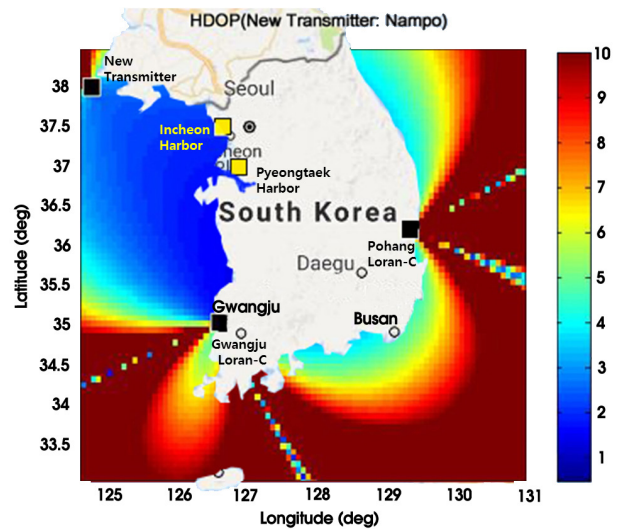 HDOP(New Transmitter: Nampo)
New
Transmitter
Seoul
Incheon
Harbor
heon
Pyeongtaek
Harbor
South Korea
Pohang
Loran-C
Daegu
Gwangju
Busan
Gwangju
Loran-C
38
37.5
37
36.5
36
35.5
35
34.5
34
33.5
Latitude (deg)
125 126 127 128 129 130 131
Longitude (deg)
10
9
8
7
6
5
4
3
2
1